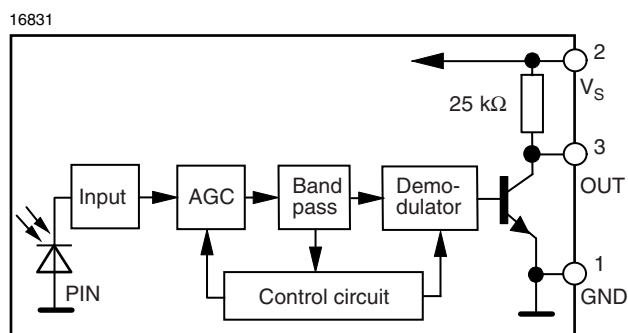 16831
2
V_S
25 kΩ
3
OUT
Input
AGC
Band
pass
Demo-
dulator
1
GND
PIN
Control circuit